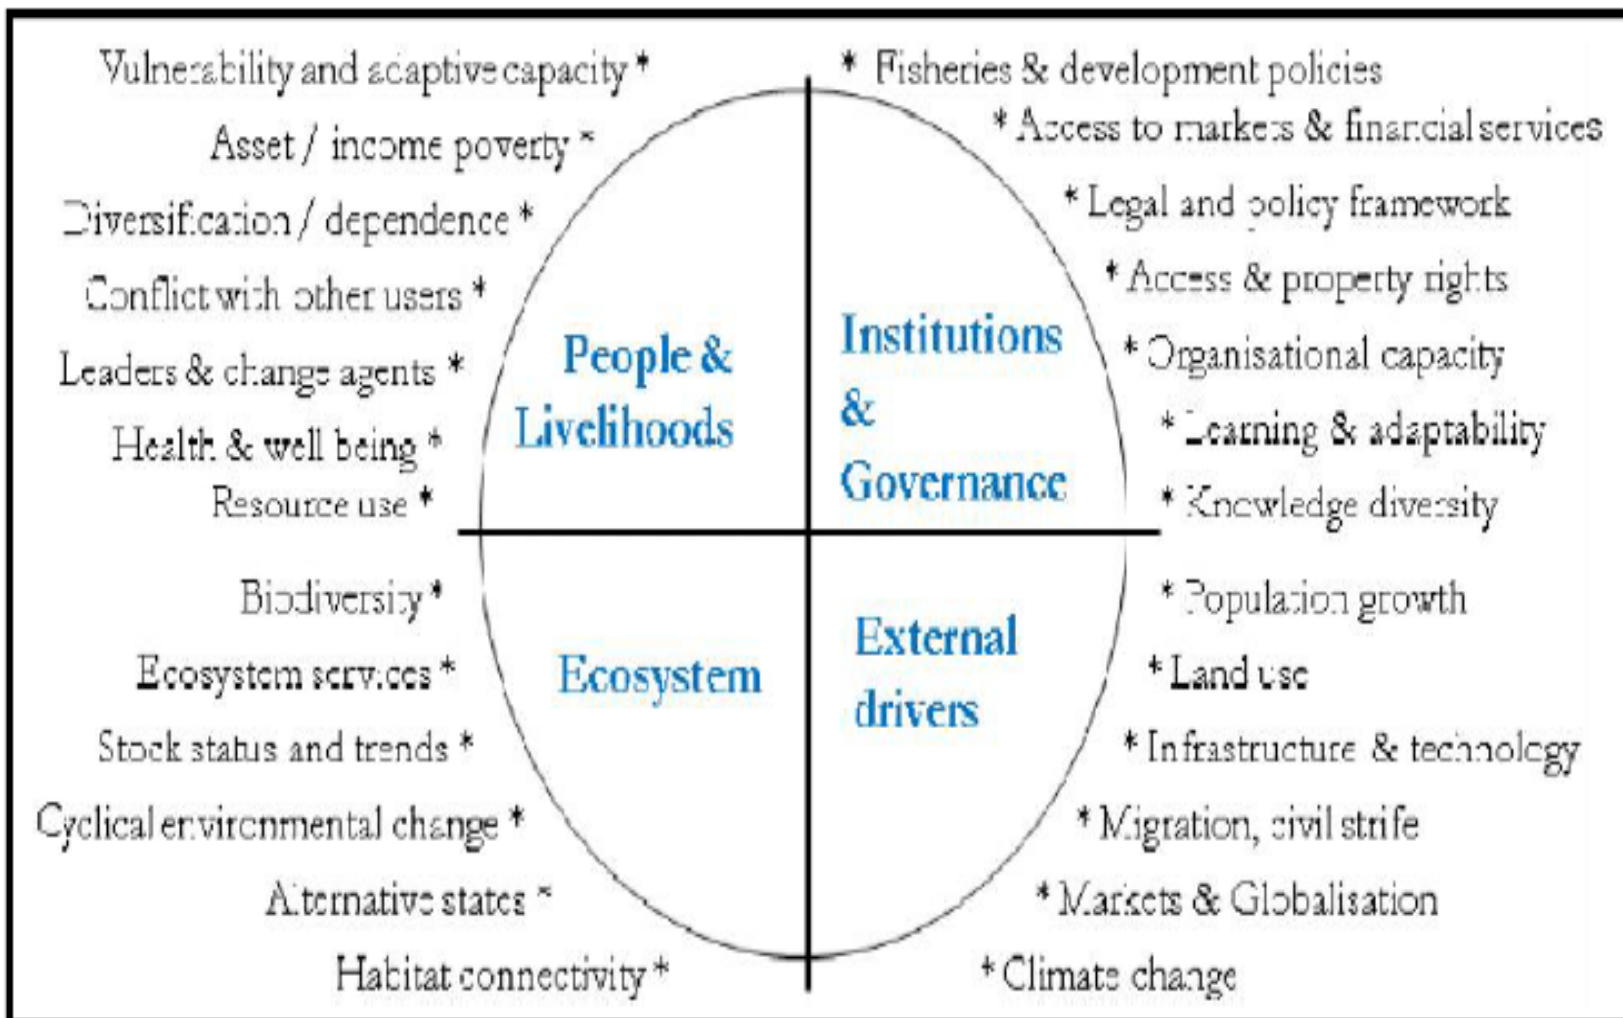 Vulnerability and adaptive capacity *
Asset / income poverty *
Diversification / dependence *
Conflict with other users *
Leaders & change agents *
Health & well being *
Resource use *
People &
Livelihoods
* Fisheries & development policies
* Access to markets & financial services
* Legal and policy framework
* Access & property rights
* Organisational capacity
* Learning & adaptability
* Knowledge diversity
Institutions
&
Governance
Biodiversity *
Ecosystem services *
Stock status and trends *
Cyclical environmental change *
Alternative states *
Habitat connectivity *
Ecosystem
* Population growth
* Land use
* Infrastructure & technology
* Migration, civil strife
* Markets & Globalisation
* Climate change
External
drivers